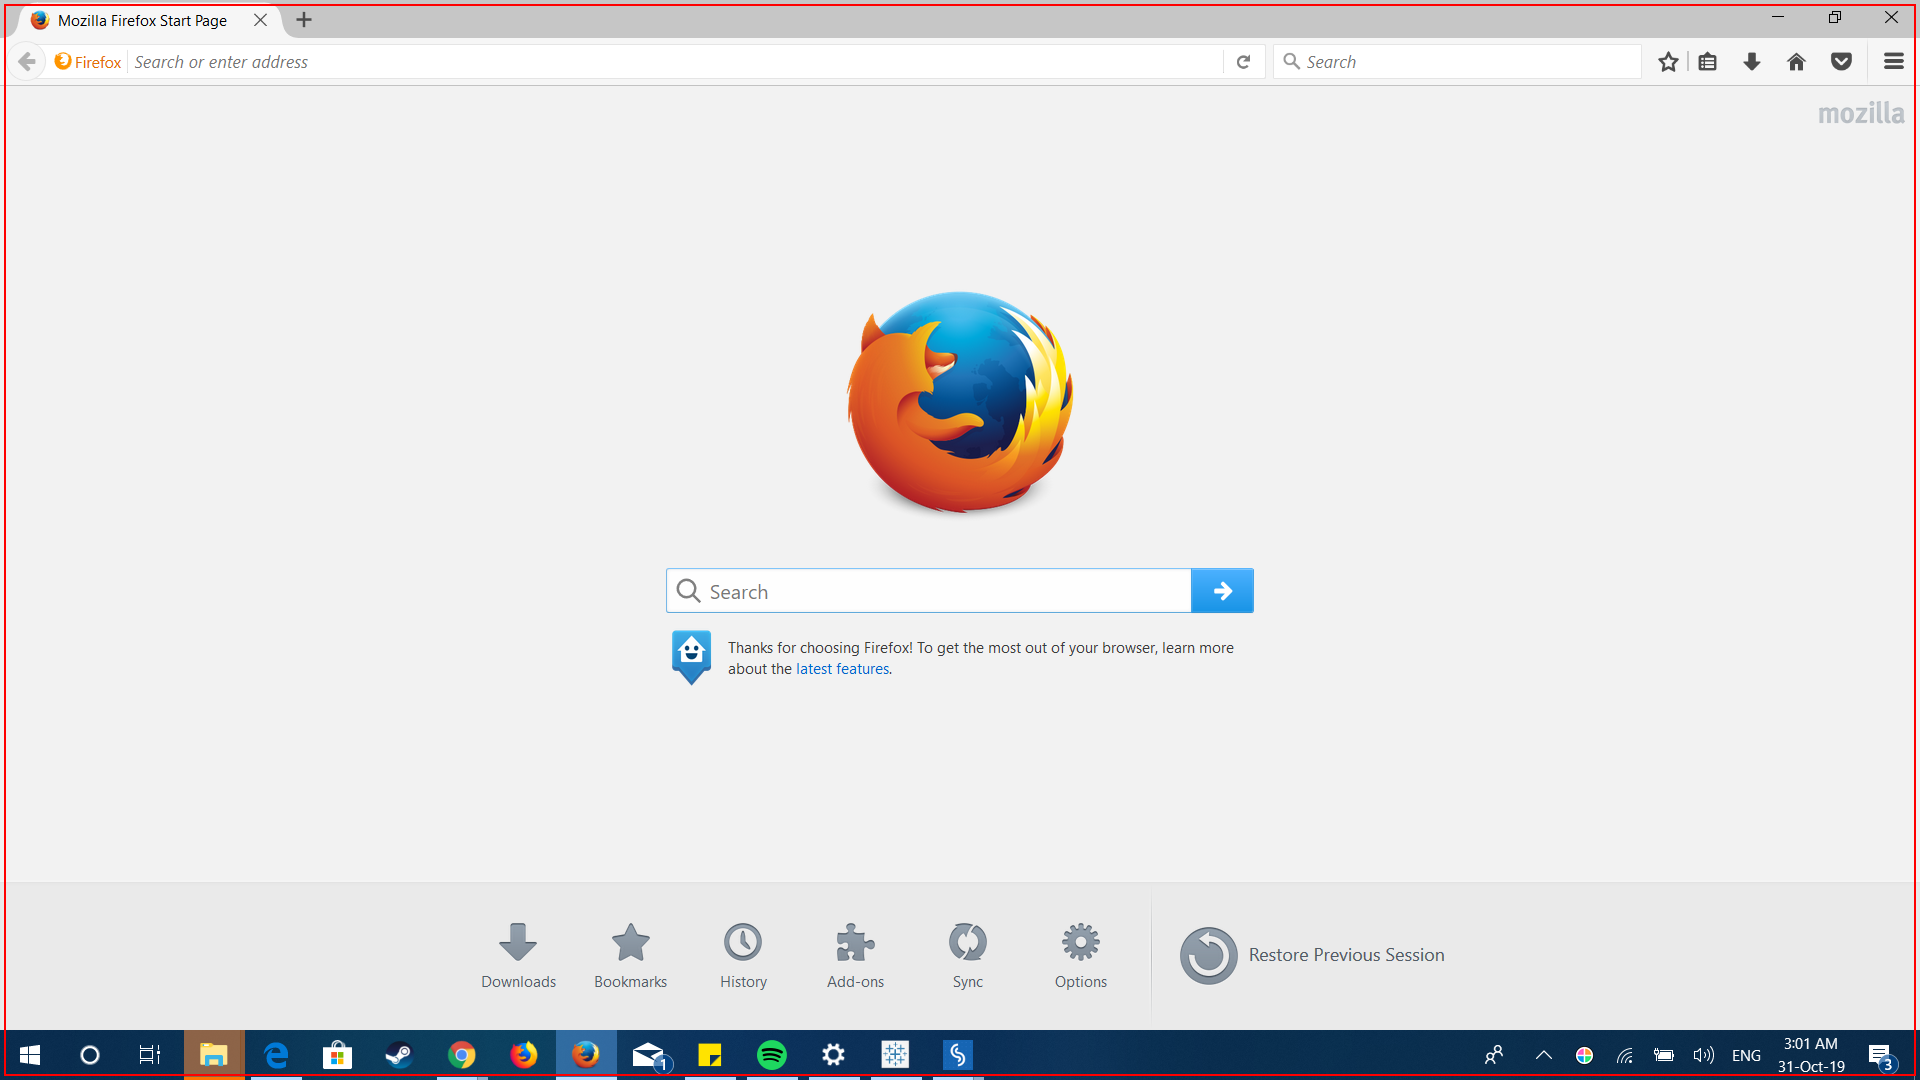 Mozilla Firefox Start Page
Firefox Search or enter address
Search
mozilla
Search
Thanks for choosing Firefox! To get the most out of your browser, learn more
about the latest features.
Downloads
Bookmarks
History
Add-ons
Sync
Options
Restore Previous Session
1
ENG
3:01 AM
31-Oct-19
3